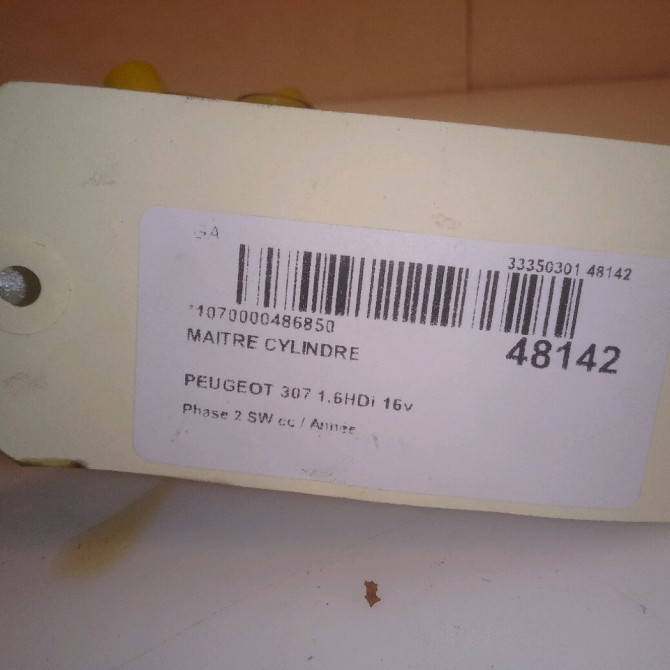 33350301 48142
*1070000486850
48142
MAITRE CYLINDRE
PEUGEOT 307 1.6HDi 16v
Phase 2 SW cc / Annee